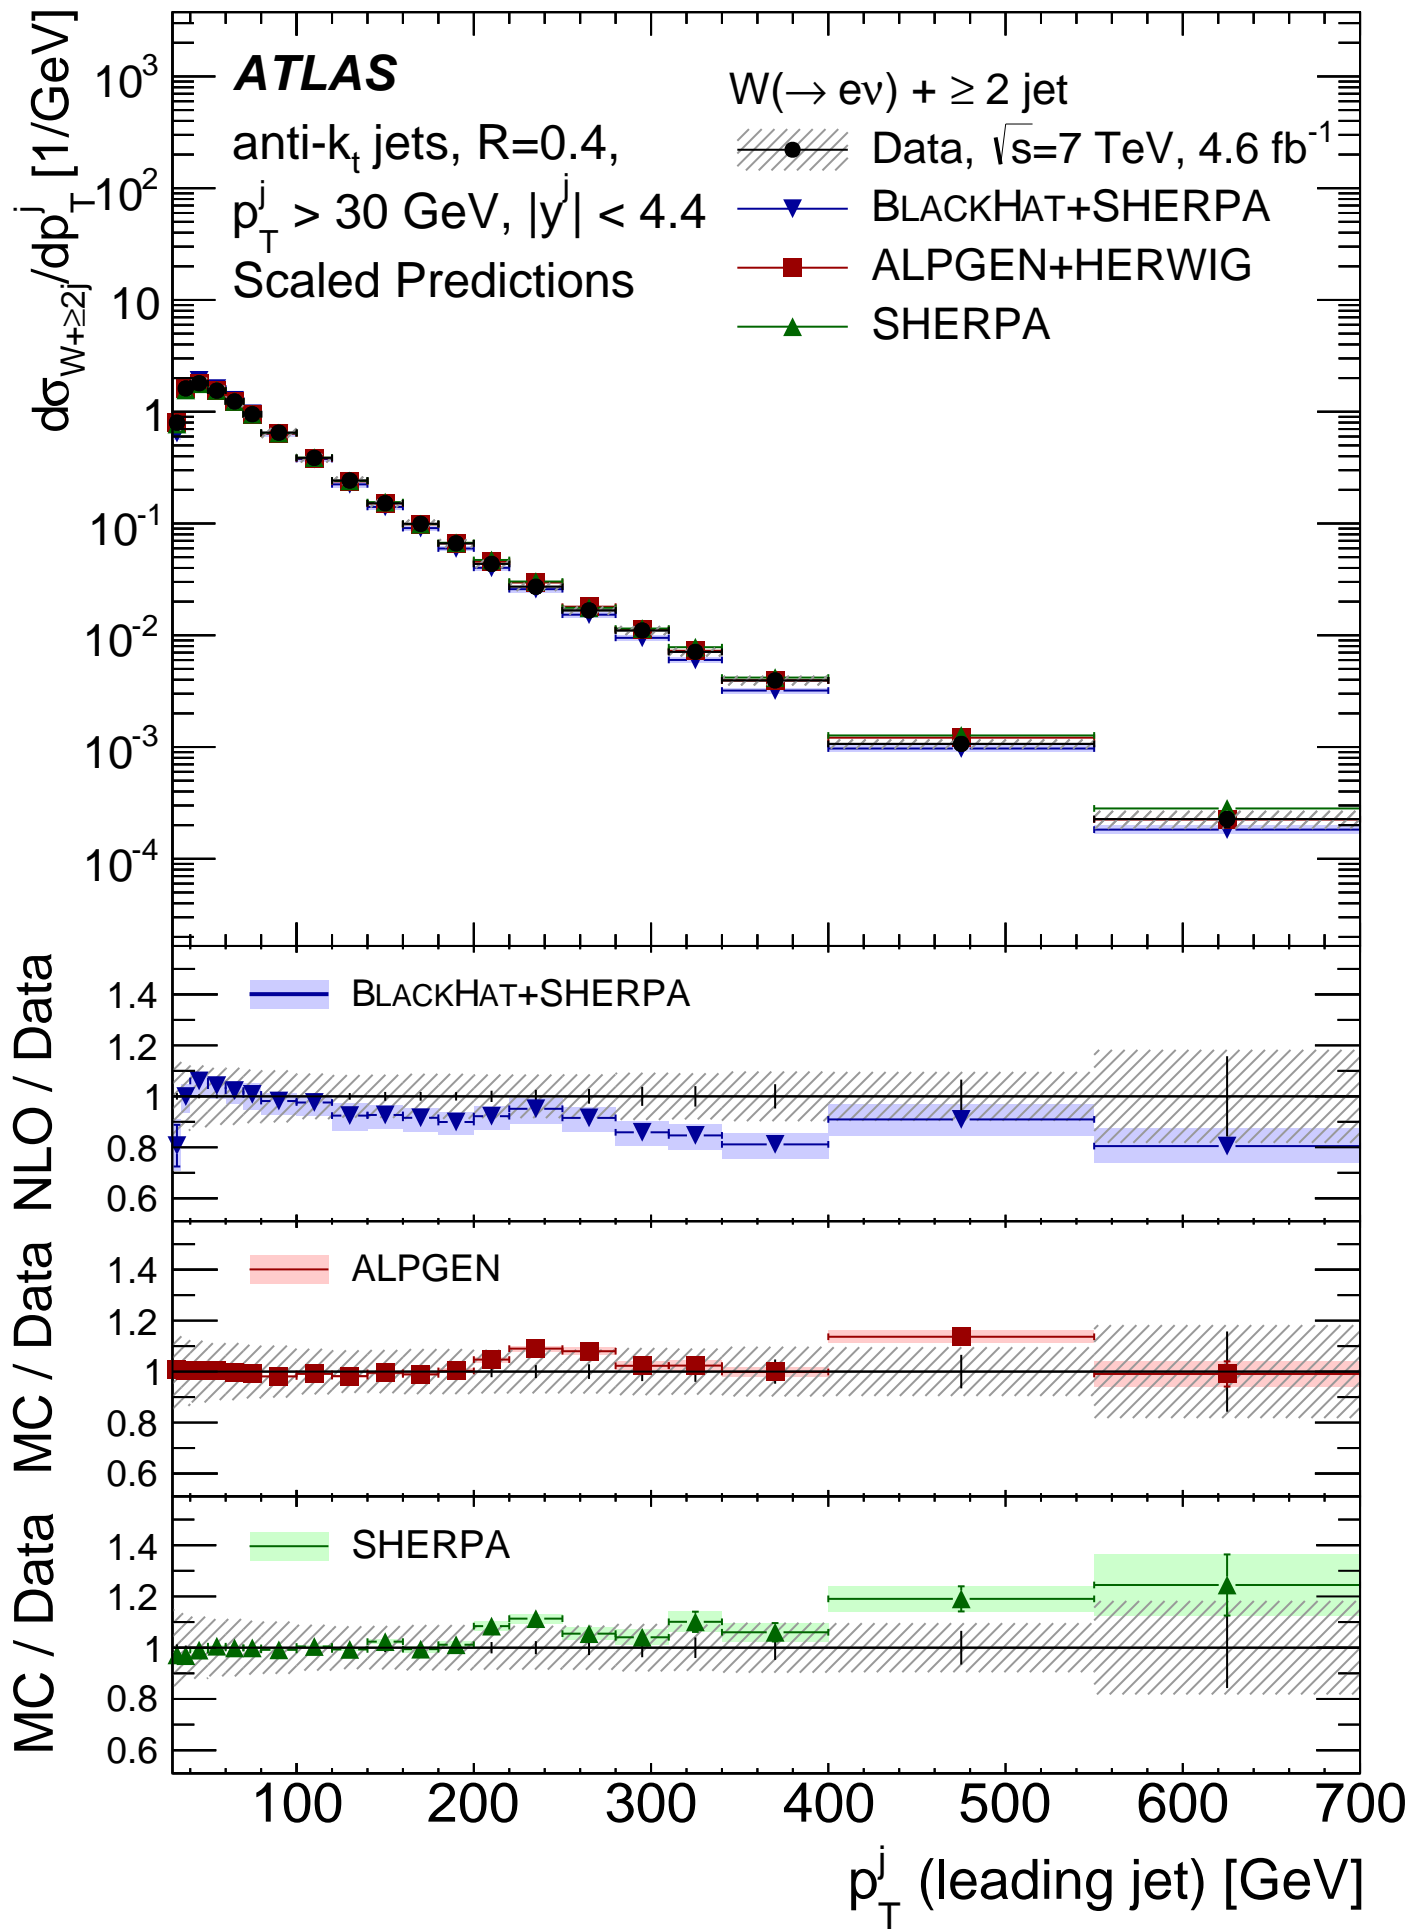 ATLAS
anti-k_t jets, R=0.4,
p_T^j > 30 GeV, |y^j| < 4.4
Scaled Predictions
W(→ eν) + ≥ 2 jet
Data, √s=7 TeV, 4.6 fb^-1
BLACKHAT+SHERPA
ALPGEN+HERWIG
SHERPA
dσ_W+≥2j/dp_T^j [1/GeV]
10^3
10^2
10
1
10^-1
10^-2
10^-3
10^-4
NLO / Data
BLACKHAT+SHERPA
1.4
1.2
1
0.8
0.6
MC / Data
ALPGEN
1.4
1.2
1
0.8
0.6
MC / Data
SHERPA
1.4
1.2
1
0.8
0.6
100 200 300 400 500 600 700
p_T^j (leading jet) [GeV]